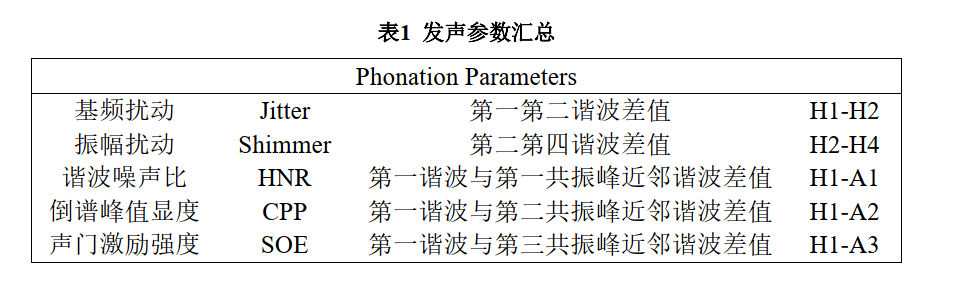 表1 发声参数汇总
Phonation Parameters
基频扰动 Jitter 第一第二谐波差值 H1-H2
振幅扰动 Shimmer 第二第四谐波差值 H2-H4
谐波噪声比 HNR 第一谐波与第一共振峰近邻谐波差值 H1-A1
倒谱峰值显度 CPP 第一谐波与第二共振峰近邻谐波差值 H1-A2
声门激励强度 SOE 第一谐波与第三共振峰近邻谐波差值 H1-A3